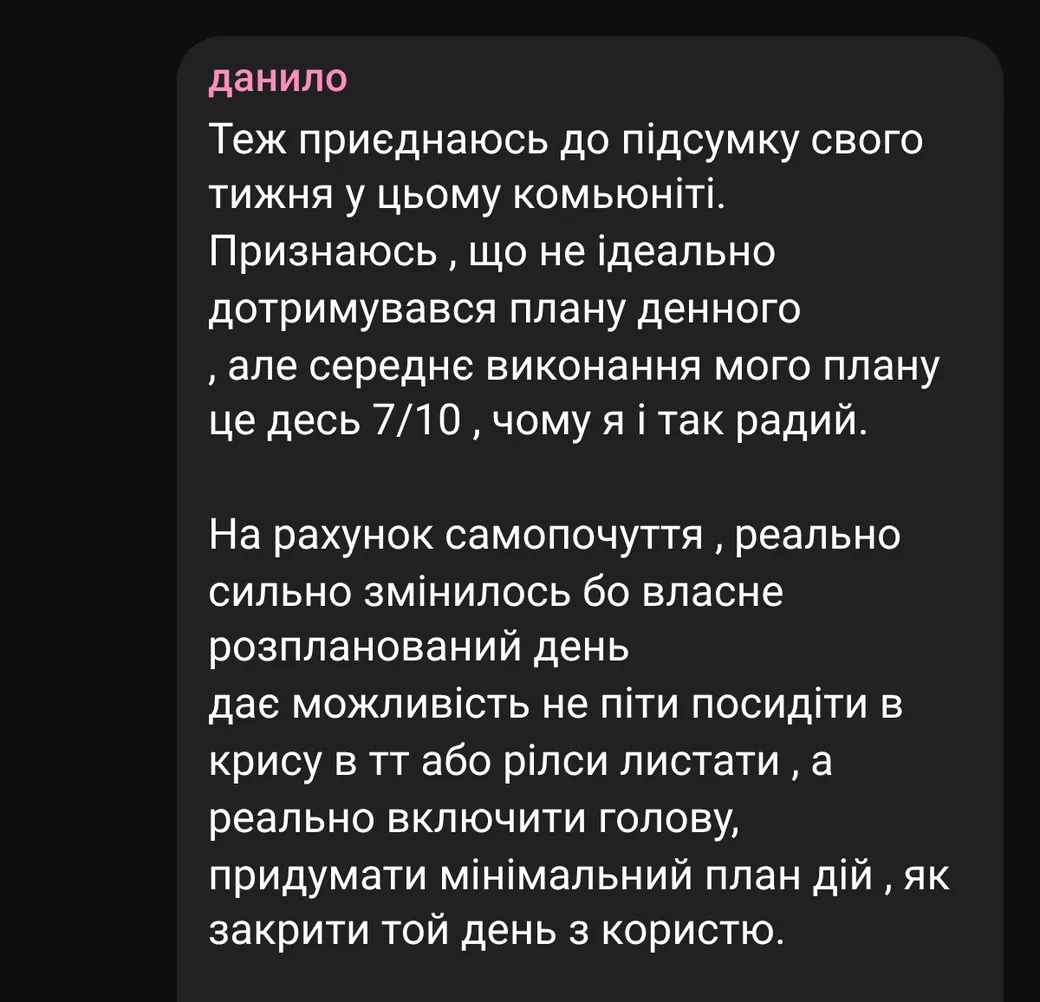 данило
Теж приєднаюсь до підсумку свого
тижня у цьому комьюніті.
Признаюсь , що не ідеально
дотримувався плану денного
, але середнє виконання мого плану
це десь 7/10 , чому я і так радий.
На рахунок самопочуття , реально
сильно змінилось бо власне
розпланований день
дає можливість не піти посидіти в
крису в тт або рілси листати , а
реально включити голову,
придумати мінімальний план дій , як
закрити той день з користю.